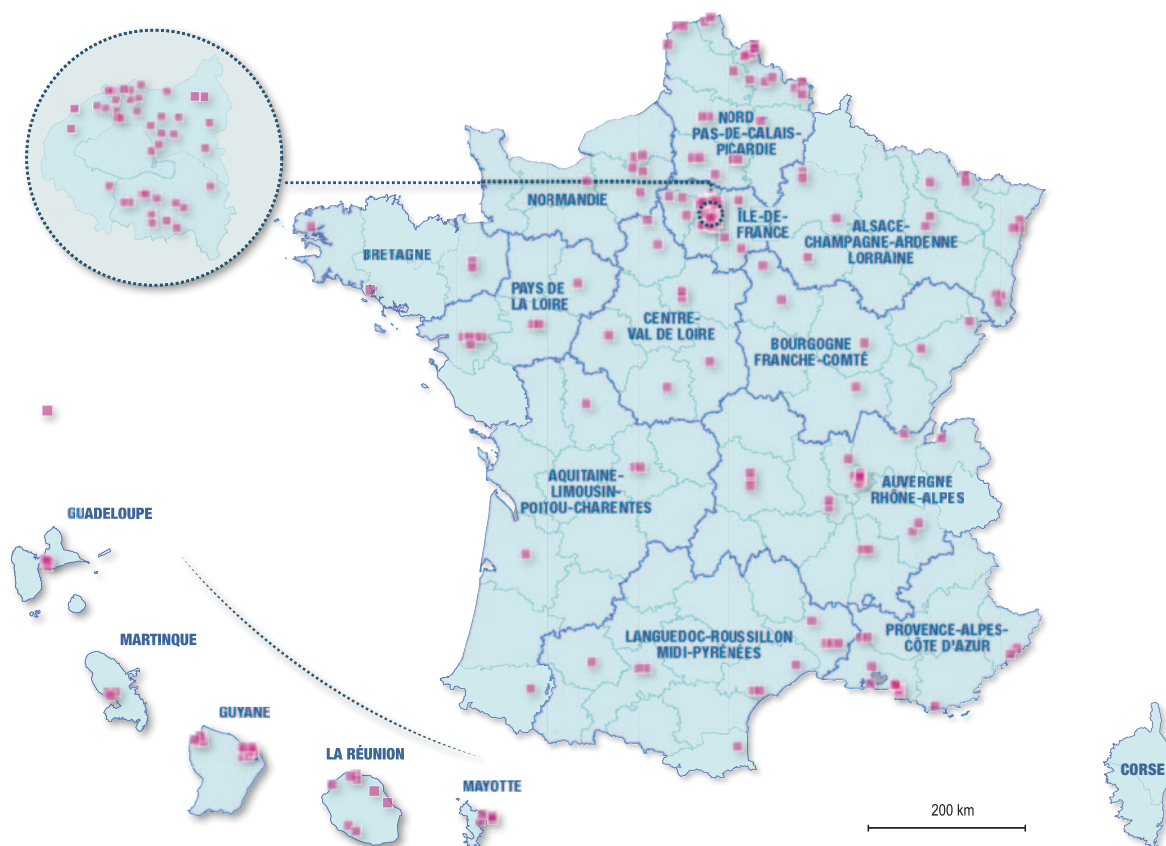 NORD
PAS-DE-CALAIS-
PICARDIE
NORMANDIE
ÎLE-DE-
FRANCE
ALSACE-
CHAMPAGNE-ARDENNE
LORRAINE
BRETAGNE
PAYS DE
LA LOIRE
CENTRE-
VAL DE LOIRE
BOURGOGNE
FRANCHE-COMTÉ
AQUITAINE-
LIMOUSIN-
POITOU-CHARENTES
AUVERGNE
RHÔNE-ALPES
LANGUEDOC-ROUSSILLON
MIDI-PYRÉNÉES
PROVENCE-ALPES-
CÔTE D'AZUR
GUADELOUPE
MARTINQUE
GUYANE
LA RÉUNION
MAYOTTE
CORSE
200 km